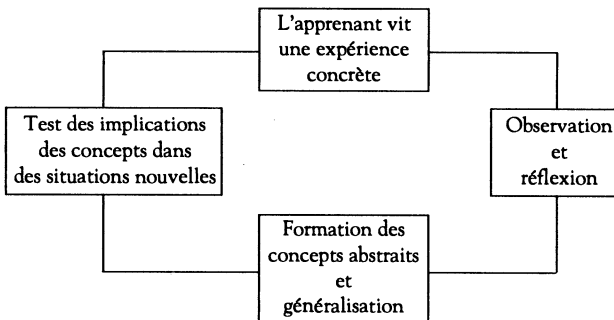 L'apprenant vit
une expérience
concrète
Test des implications
des concepts dans
des situations nouvelles
Observation
et
réflexion
Formation des
concepts abstraits
et
généralisation